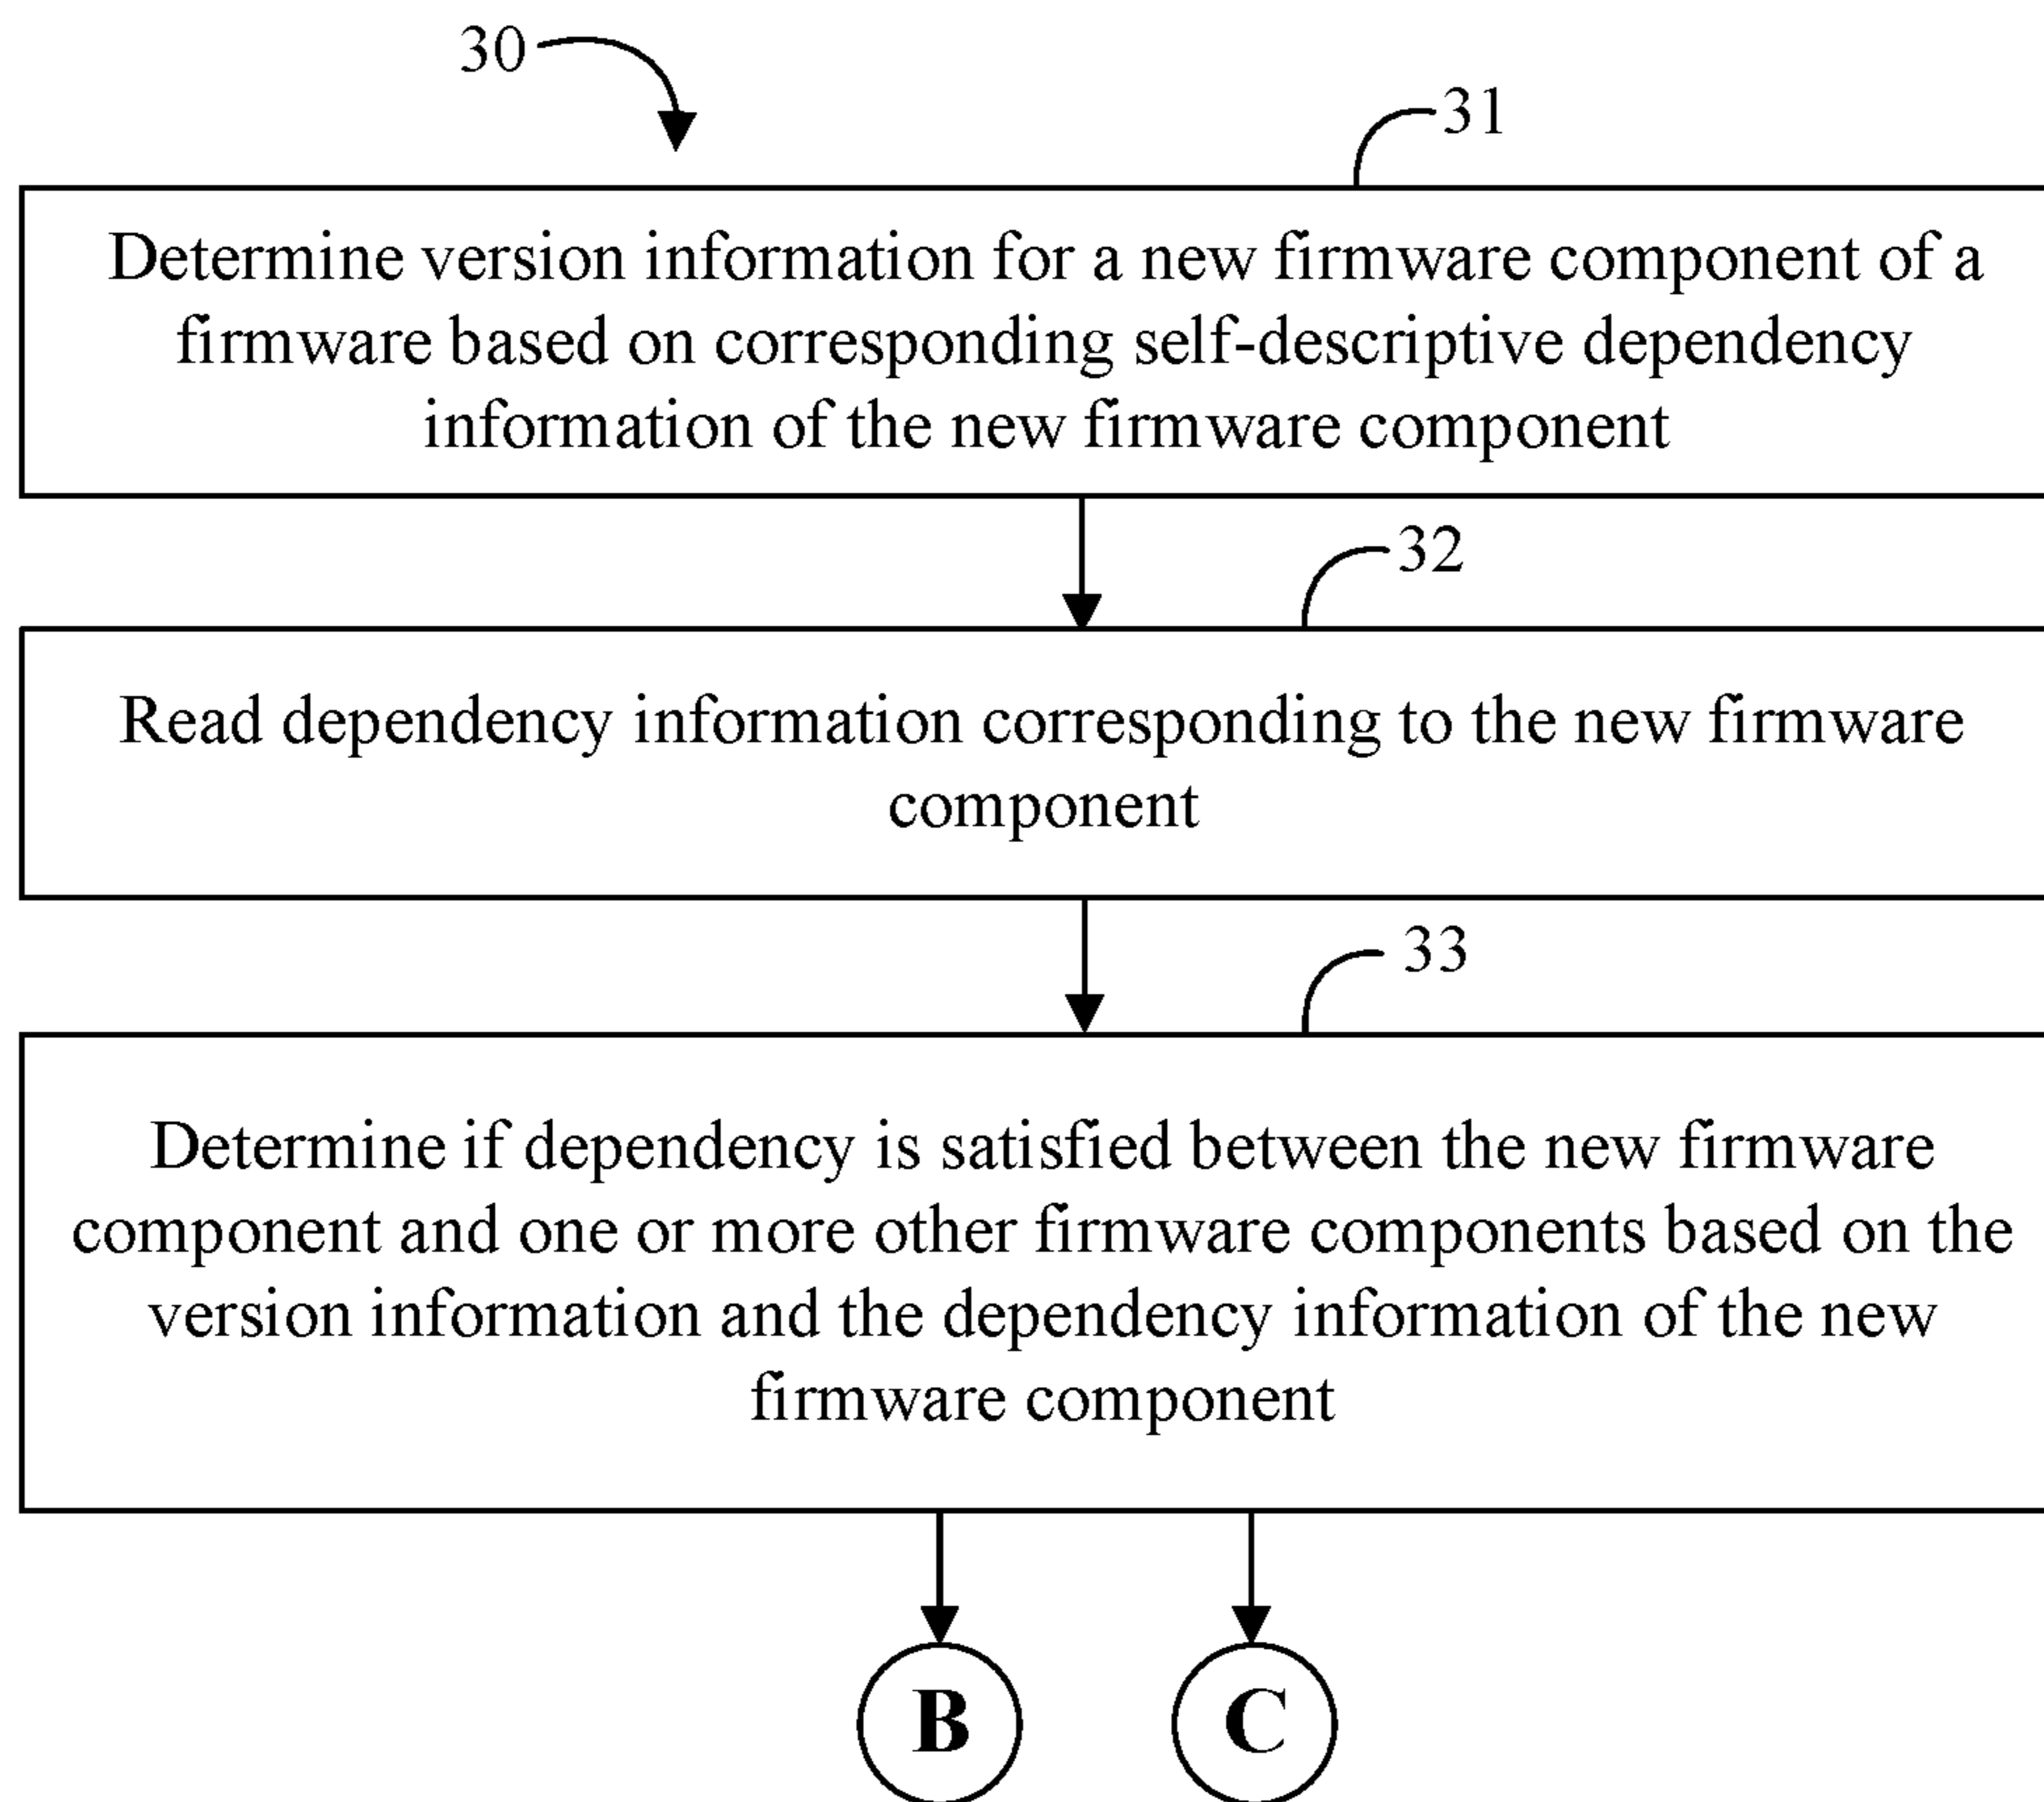 30
31
Determine version information for a new firmware component of a
firmware based on corresponding self-descriptive dependency
information of the new firmware component
32
Read dependency information corresponding to the new firmware
component
33
Determine if dependency is satisfied between the new firmware
component and one or more other firmware components based on the
version information and the dependency information of the new
firmware component
B
C